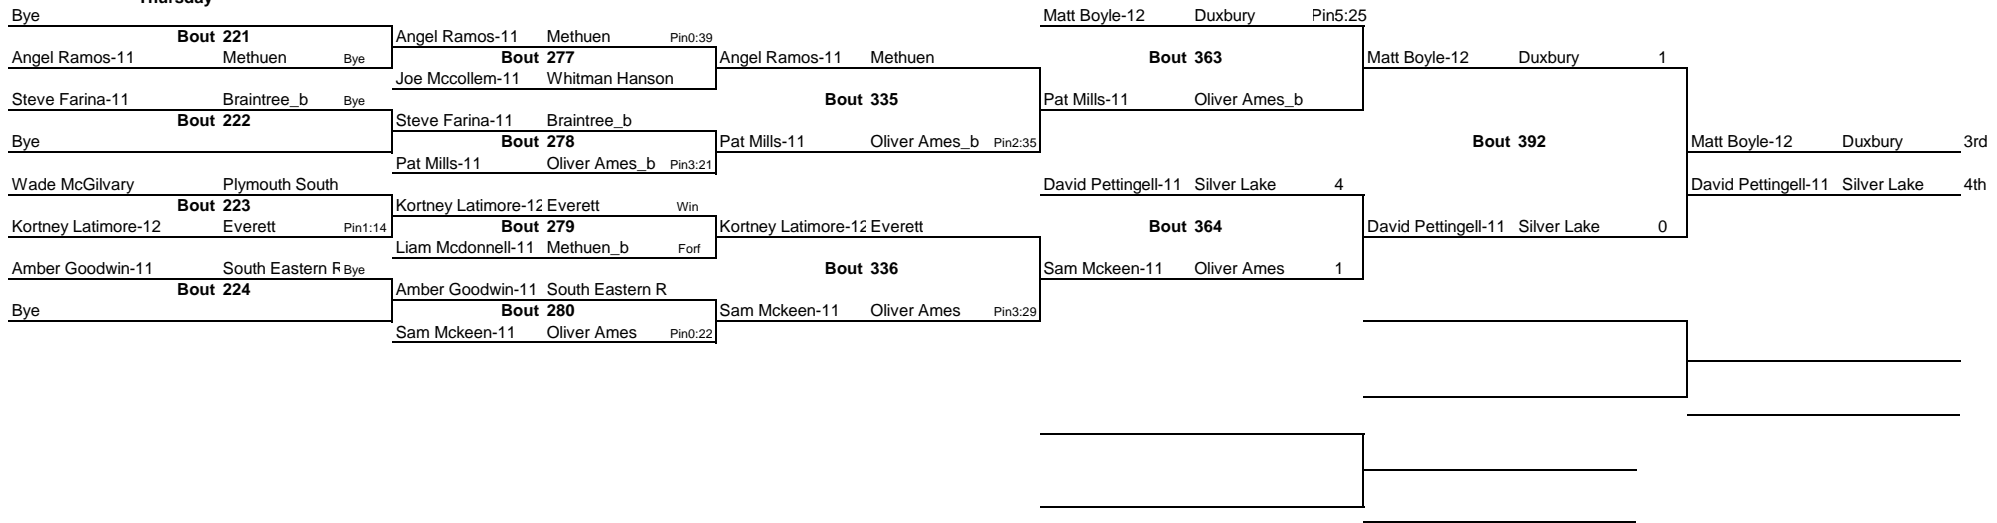 Thursday
Bye Matt Boyle-12 Duxbury Pin5:25
Bout 221 Angel Ramos-11 Methuen Pin0:39
Angel Ramos-11 Methuen Bye Bout 277 Angel Ramos-11 Methuen Bout 363 Matt Boyle-12 Duxbury 1
Joe Mccollem-11 Whitman Hanson
Steve Farina-11 Braintree_b Bye Bout 335 Pat Mills-11 Oliver Ames_b
Bout 222 Steve Farina-11 Braintree_b
Bye Bout 278 Pat Mills-11 Oliver Ames_b Pin2:35 Bout 392 Matt Boyle-12 Duxbury 3rd
Pat Mills-11 Oliver Ames_b Pin3:21
Wade McGilvary Plymouth South David Pettingell-11 Silver Lake 4 David Pettingell-11 Silver Lake 4th
Bout 223 Kortney Latimore-12 Everett Win
Kortney Latimore-12 Everett Pin1:14 Bout 279 Kortney Latimore-12 Everett Bout 364 David Pettingell-11 Silver Lake 0
Liam Mcdonnell-11 Methuen_b Forf
Amber Goodwin-11 South Eastern R Bye Bout 336 Sam Mckeen-11 Oliver Ames 1
Bout 224 Amber Goodwin-11 South Eastern R
Bye Bout 280 Sam Mckeen-11 Oliver Ames Pin3:29
Sam Mckeen-11 Oliver Ames Pin0:22